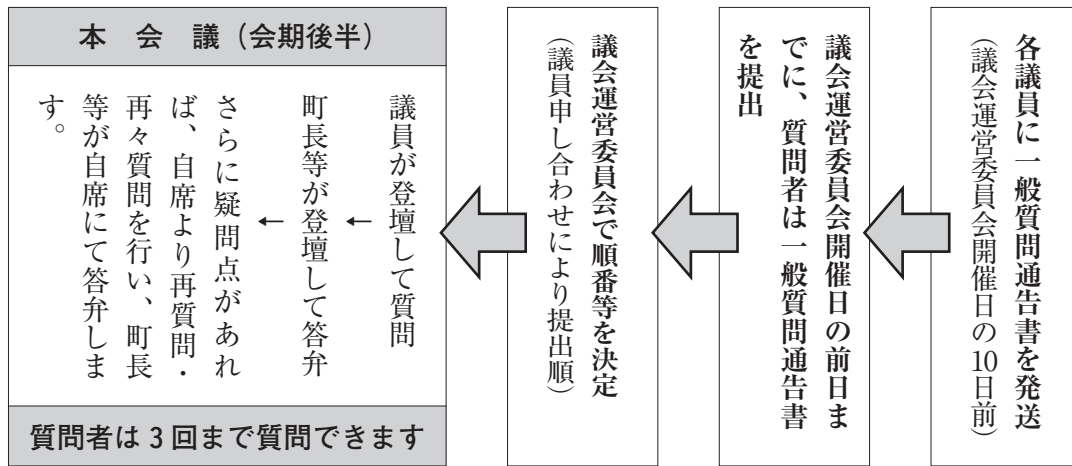 各議員に一般質問通告書を発送
（議会運営委員会開催日の10日前）
議会運営委員会開催日の前日ま
でに、質問者は一般質問通告書
を提出
議会運営委員会で順番等を決定
（議員申し合わせにより提出順）
本会議（会期後半）
議員が登壇して質問
町長等が登壇して答弁
さらに疑問点があれ
ば、自席より再質問・
再々質問を行い、町長
等が自席にて答弁しま
す。
質問者は3回まで質問できます